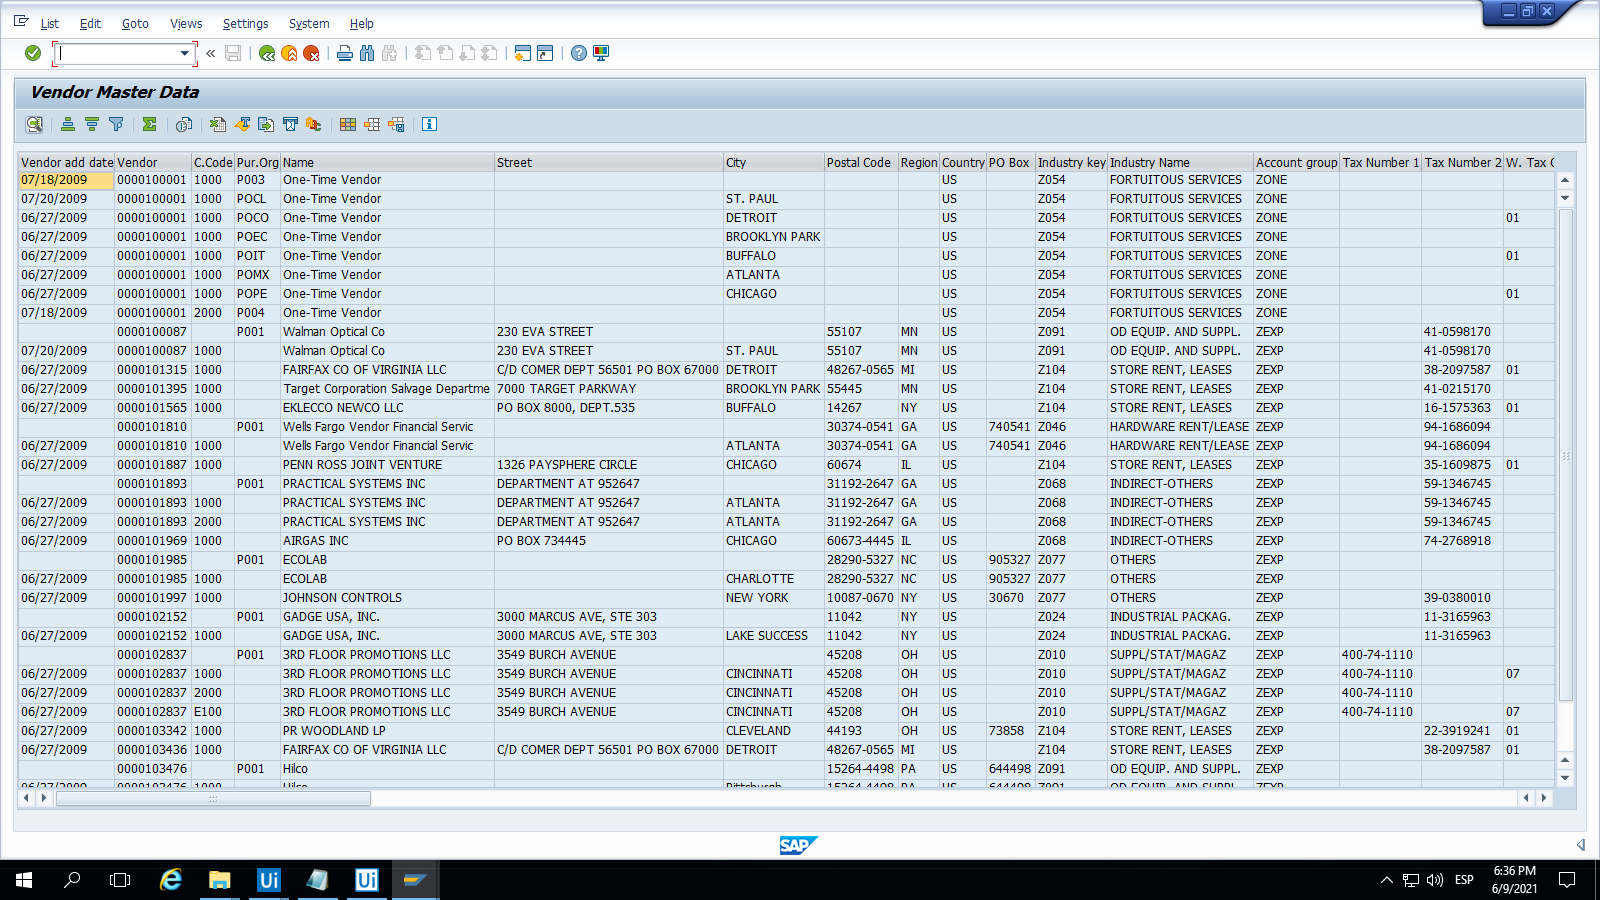 List Edit Goto Views Settings System Help
Vendor Master Data
Vendor add date Vendor C.Code Pur.Org Name Street City Postal Code Region Country PO Box Industry key Industry Name Account group Tax Number 1 Tax Number 2 W. Tax C
07/18/2009 0000100001 1000 P003 One-Time Vendor US Z054 FORTUITOUS SERVICES ZONE
07/20/2009 0000100001 1000 POCL One-Time Vendor ST. PAUL US Z054 FORTUITOUS SERVICES ZONE
06/27/2009 0000100001 1000 POCO One-Time Vendor DETROIT US Z054 FORTUITOUS SERVICES ZONE 01
06/27/2009 0000100001 1000 POEC One-Time Vendor BROOKLYN PARK US Z054 FORTUITOUS SERVICES ZONE
06/27/2009 0000100001 1000 POIT One-Time Vendor BUFFALO US Z054 FORTUITOUS SERVICES ZONE 01
06/27/2009 0000100001 1000 POMX One-Time Vendor ATLANTA US Z054 FORTUITOUS SERVICES ZONE
06/27/2009 0000100001 1000 POPE One-Time Vendor CHICAGO US Z054 FORTUITOUS SERVICES ZONE 01
07/18/2009 0000100001 2000 P004 One-Time Vendor US Z054 FORTUITOUS SERVICES ZONE
0000100087 P001 Walman Optical Co 230 EVA STREET 55107 MN US Z091 OD EQUIP. AND SUPPL. ZEXP 41-0598170
07/20/2009 0000100087 1000 Walman Optical Co 230 EVA STREET ST. PAUL 55107 MN US Z091 OD EQUIP. AND SUPPL. ZEXP 41-0598170
06/27/2009 0000101315 1000 FAIRFAX CO OF VIRGINIA LLC C/D COMER DEPT 56501 PO BOX 67000 DETROIT 48267-0565 MI US Z104 STORE RENT, LEASES ZEXP 38-2097587 01
06/27/2009 0000101395 1000 Target Corporation Salvage Departme 7000 TARGET PARKWAY BROOKLYN PARK 55445 MN US Z104 STORE RENT, LEASES ZEXP 41-0215170
06/27/2009 0000101565 1000 EKLECCO NEWCO LLC PO BOX 8000, DEPT.535 BUFFALO 14267 NY US Z104 STORE RENT, LEASES ZEXP 16-1575363 01
0000101810 P001 Wells Fargo Vendor Financial Servic 30374-0541 GA US 740541 Z046 HARDWARE RENT/LEASE ZEXP 94-1686094
06/27/2009 0000101810 1000 Wells Fargo Vendor Financial Servic ATLANTA 30374-0541 GA US 740541 Z046 HARDWARE RENT/LEASE ZEXP 94-1686094
06/27/2009 0000101887 1000 PENN ROSS JOINT VENTURE 1326 PAYSPHERE CIRCLE CHICAGO 60674 IL US Z104 STORE RENT, LEASES ZEXP 35-1609875 01
0000101893 P001 PRACTICAL SYSTEMS INC DEPARTMENT AT 952647 31192-2647 GA US Z068 INDIRECT-OTHERS ZEXP 59-1346745
06/27/2009 0000101893 1000 PRACTICAL SYSTEMS INC DEPARTMENT AT 952647 ATLANTA 31192-2647 GA US Z068 INDIRECT-OTHERS ZEXP 59-1346745
06/27/2009 0000101893 2000 PRACTICAL SYSTEMS INC DEPARTMENT AT 952647 ATLANTA 31192-2647 GA US Z068 INDIRECT-OTHERS ZEXP 59-1346745
06/27/2009 0000101969 1000 AIRGAS INC PO BOX 734445 CHICAGO 60673-4445 IL US Z068 INDIRECT-OTHERS ZEXP 74-2768918
0000101985 P001 ECOLAB 28290-5327 NC US 905327 Z077 OTHERS ZEXP
06/27/2009 0000101985 1000 ECOLAB CHARLOTTE 28290-5327 NC US 905327 Z077 OTHERS ZEXP
06/27/2009 0000101997 1000 JOHNSON CONTROLS NEW YORK 10087-0670 NY US 30670 Z077 OTHERS ZEXP 39-0380010
0000102152 P001 GADGE USA, INC. 3000 MARCUS AVE, STE 303 11042 NY US Z024 INDUSTRIAL PACKAG. ZEXP 11-3165963
06/27/2009 0000102152 1000 GADGE USA, INC. 3000 MARCUS AVE, STE 303 LAKE SUCCESS 11042 NY US Z024 INDUSTRIAL PACKAG. ZEXP 11-3165963
0000102837 P001 3RD FLOOR PROMOTIONS LLC 3549 BURCH AVENUE 45208 OH US Z010 SUPPL/STAT/MAGAZ ZEXP 400-74-1110
06/27/2009 0000102837 1000 3RD FLOOR PROMOTIONS LLC 3549 BURCH AVENUE CINCINNATI 45208 OH US Z010 SUPPL/STAT/MAGAZ ZEXP 400-74-1110 07
06/27/2009 0000102837 2000 3RD FLOOR PROMOTIONS LLC 3549 BURCH AVENUE CINCINNATI 45208 OH US Z010 SUPPL/STAT/MAGAZ ZEXP 400-74-1110
06/27/2009 0000102837 E100 3RD FLOOR PROMOTIONS LLC 3549 BURCH AVENUE CINCINNATI 45208 OH US Z010 SUPPL/STAT/MAGAZ ZEXP 400-74-1110 07
06/27/2009 0000103342 1000 PR WOODLAND LP CLEVELAND 44193 OH US 73858 Z104 STORE RENT, LEASES ZEXP 22-3919241 01
06/27/2009 0000103436 1000 FAIRFAX CO OF VIRGINIA LLC C/D COMER DEPT 56501 PO BOX 67000 DETROIT 48267-0565 MI US Z104 STORE RENT, LEASES ZEXP 38-2097587 01
0000103476 P001 Hilco 15264-4498 PA US 644498 Z091 OD EQUIP. AND SUPPL. ZEXP
06/27/2009 0000103476 1000 Hilco Pittsburgh 15264-4498 PA US 644498 Z091 OD EQUIP. AND SUPPL. ZEXP
SAP
Ui Ui ESP 6:36 PM
6/9/2021